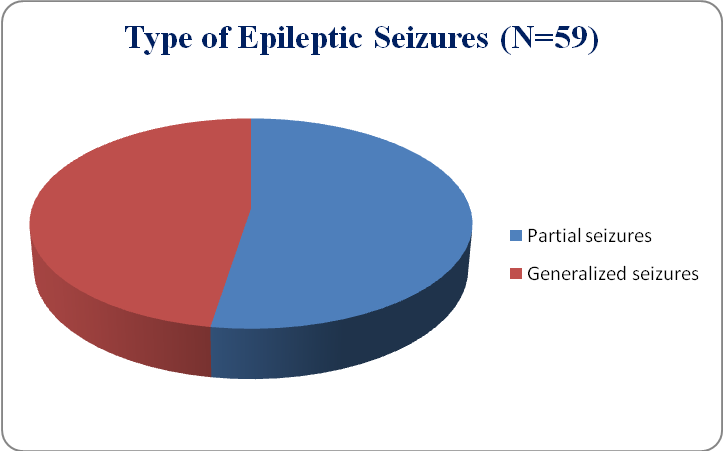 Type of Epileptic Seizures (N=59)
Partial seizures
Generalized seizures